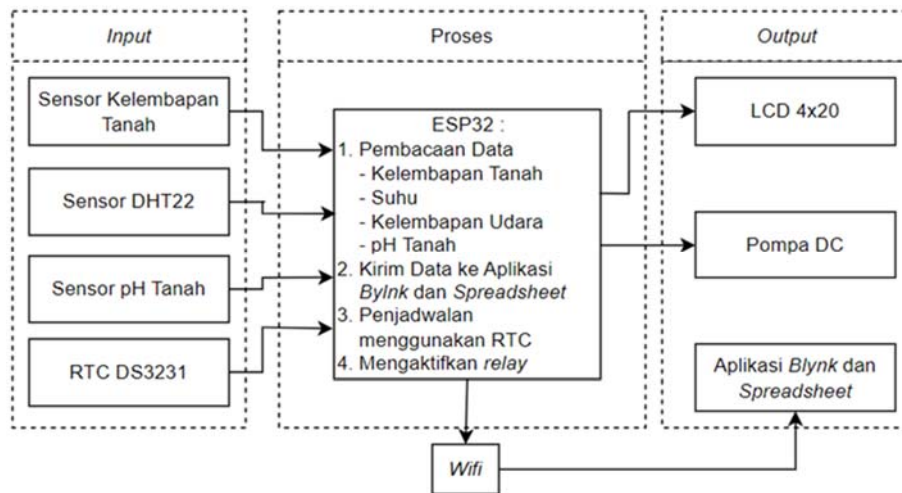 Input
Sensor Kelembapan
Tanah
Sensor DHT22
Sensor pH Tanah
RTC DS3231
Proses
ESP32 :
1. Pembacaan Data
- Kelembapan Tanah
- Suhu
- Kelembapan Udara
- pH Tanah
2. Kirim Data ke Aplikasi
Bylnk dan Spreadsheet
3. Penjadwalan
menggunakan RTC
4. Mengaktifkan relay
Wifi
Output
LCD 4x20
Pompa DC
Aplikasi Blynk dan
Spreadsheet